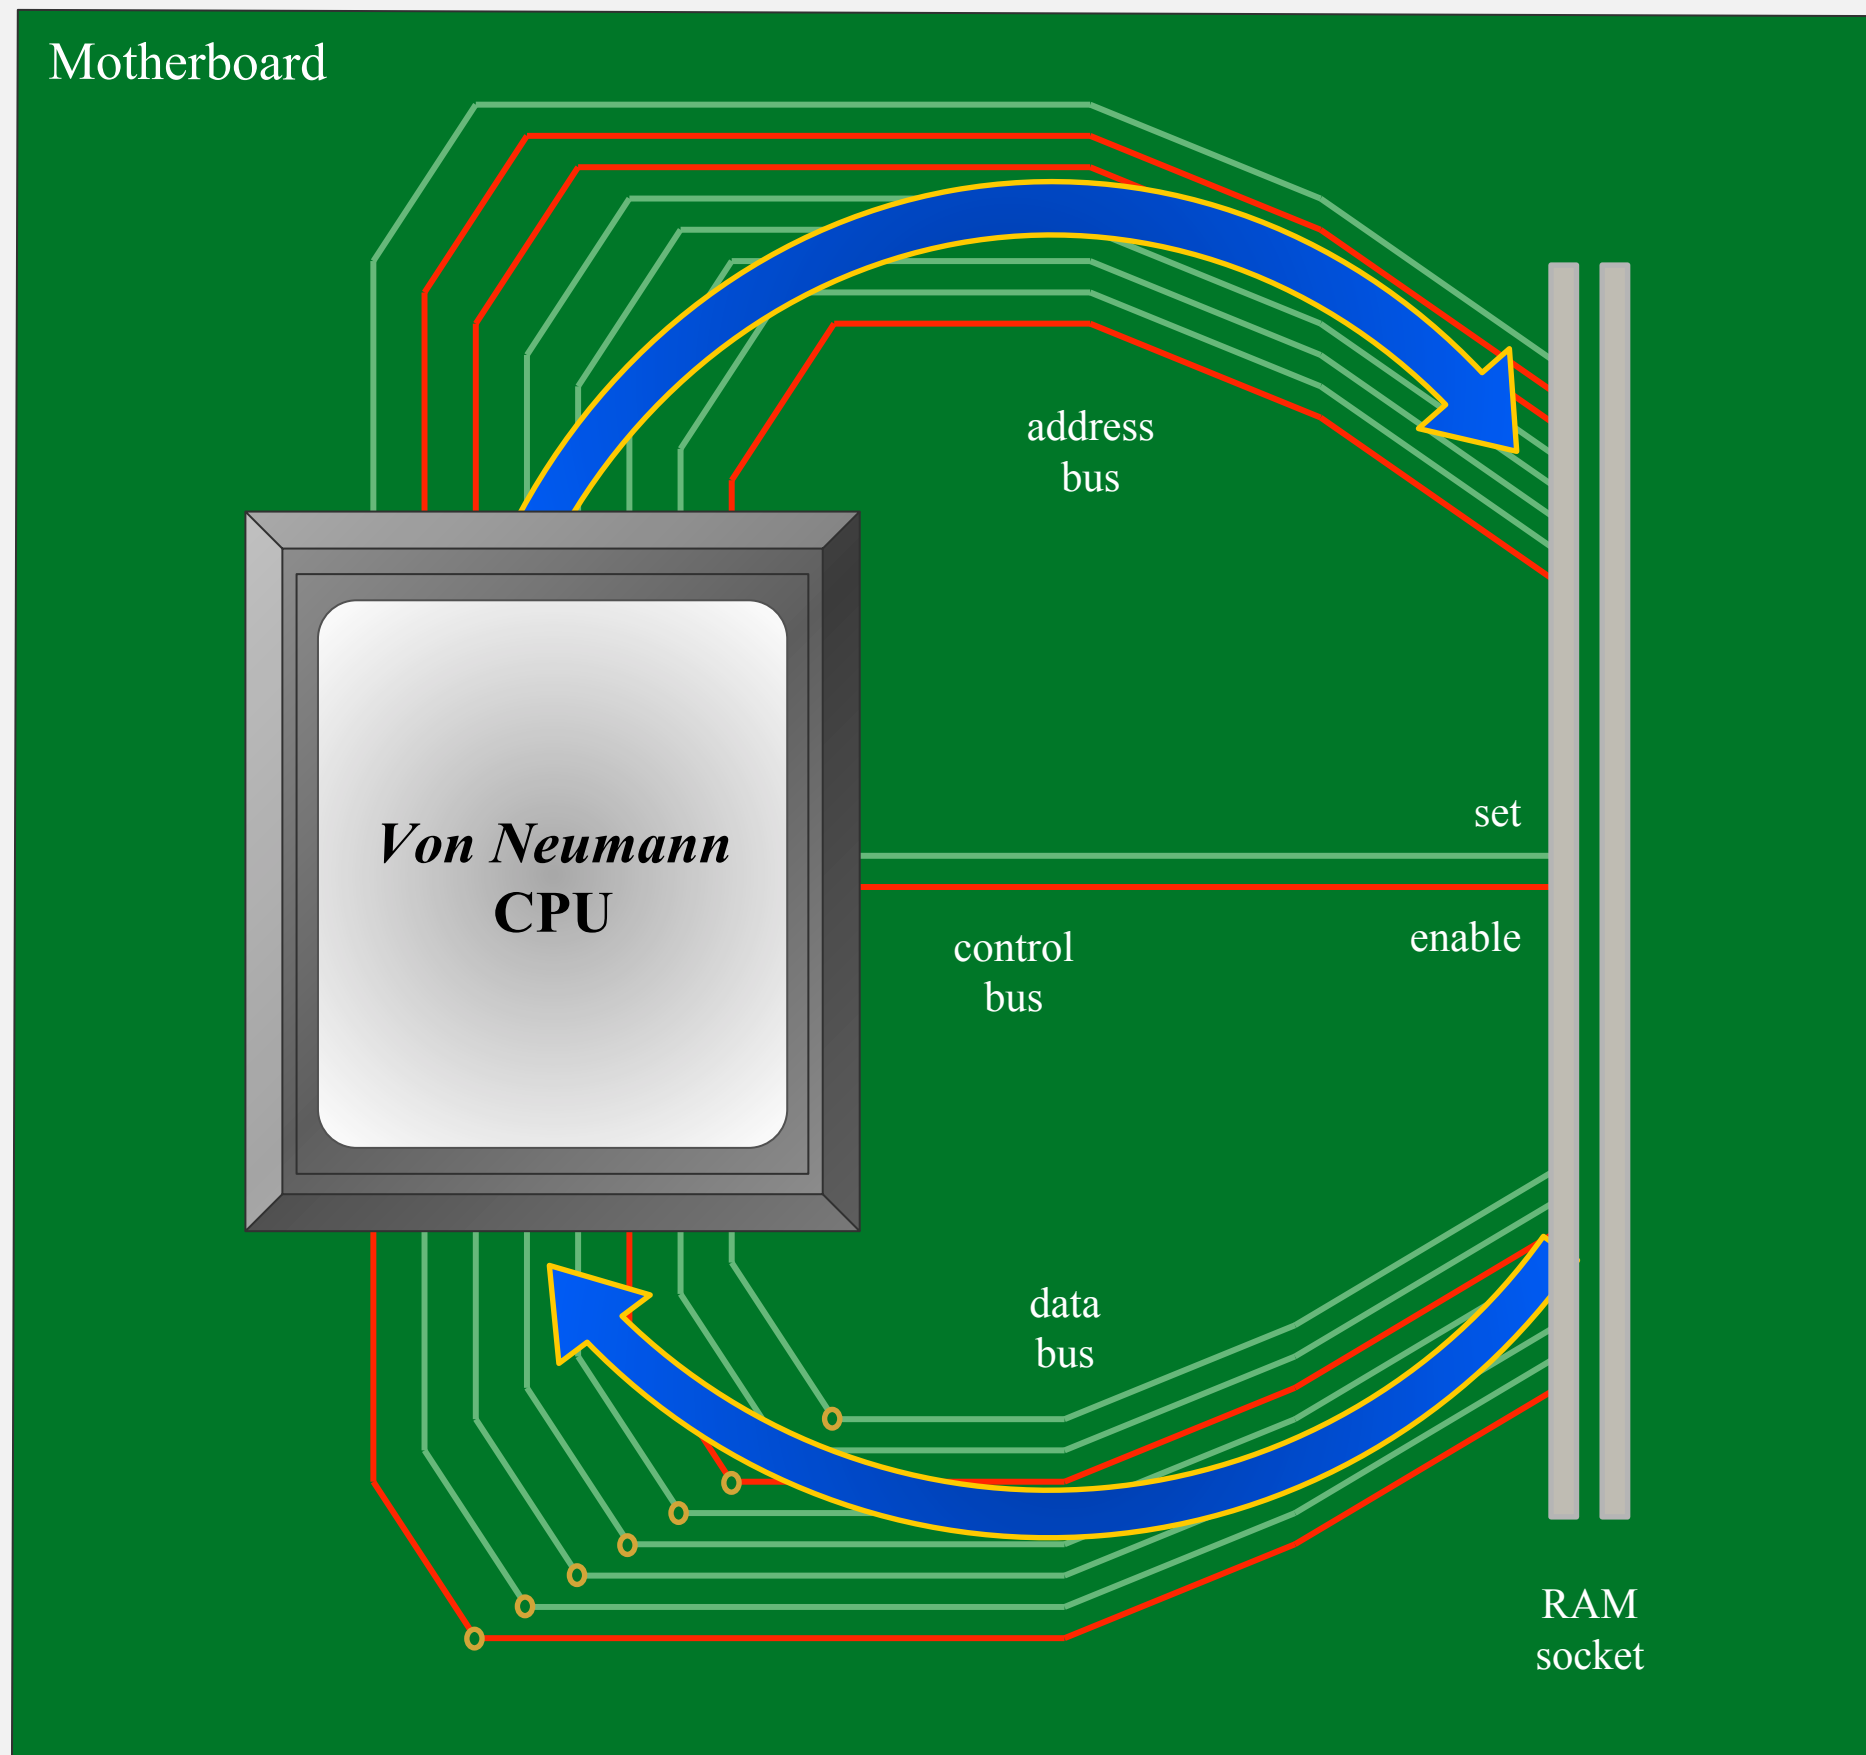 Motherboard
address
bus
set
Von Neumann
CPU
enable
control
bus
data
bus
RAM
socket